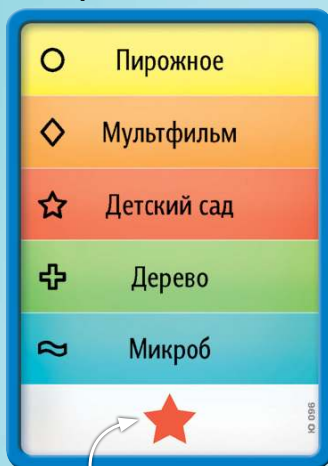 Пирожное
Мультфильм
Детский сад
Дерево
Микроб
Ю 096